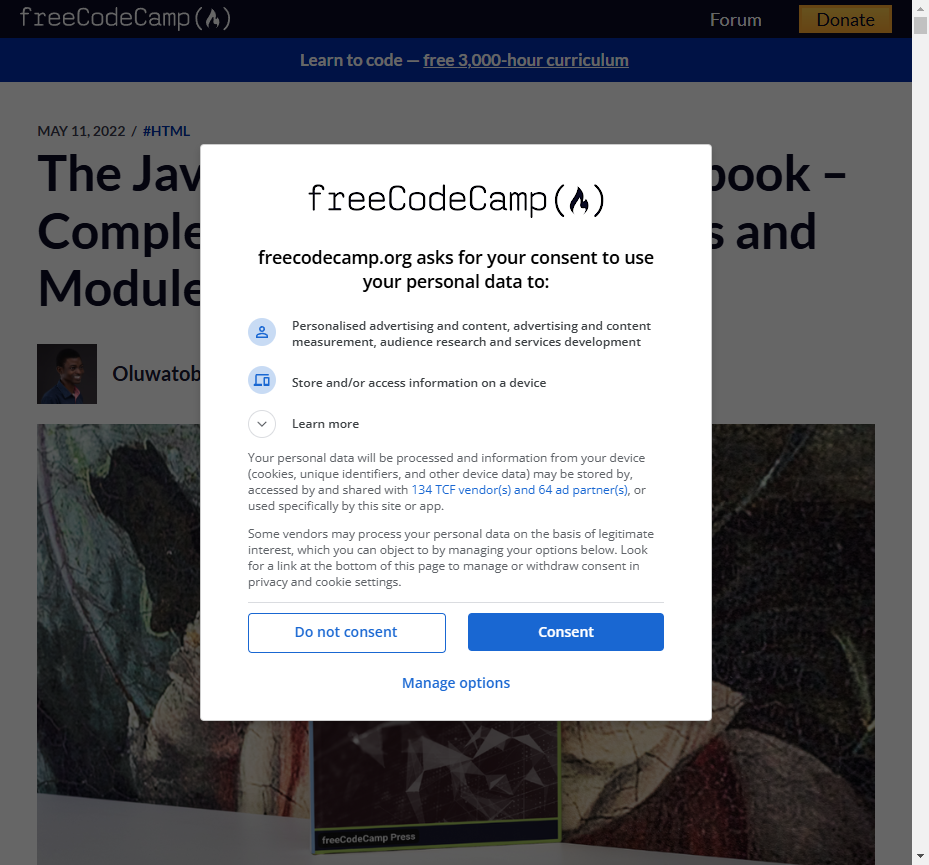 freeCodeCamp
Forum
Donate
Learn to code — free 3,000-hour curriculum
MAY 11, 2022 / #HTML
The Jav
book –
Comple
s and
Module
Oluwatob
freeCodeCamp
freecodecamp.org asks for your consent to use
your personal data to:
Personalised advertising and content, advertising and content
measurement, audience research and services development
Store and/or access information on a device
Learn more
Your personal data will be processed and information from your device
(cookies, unique identifiers, and other device data) may be stored by,
accessed by and shared with 134 TCF vendor(s) and 64 ad partner(s), or
used specifically by this site or app.
Some vendors may process your personal data on the basis of legitimate
interest, which you can object to by managing your options below. Look
for a link at the bottom of this page to manage or withdraw consent in
privacy and cookie settings.
Do not consent
Consent
Manage options
freeCodeCamp Press